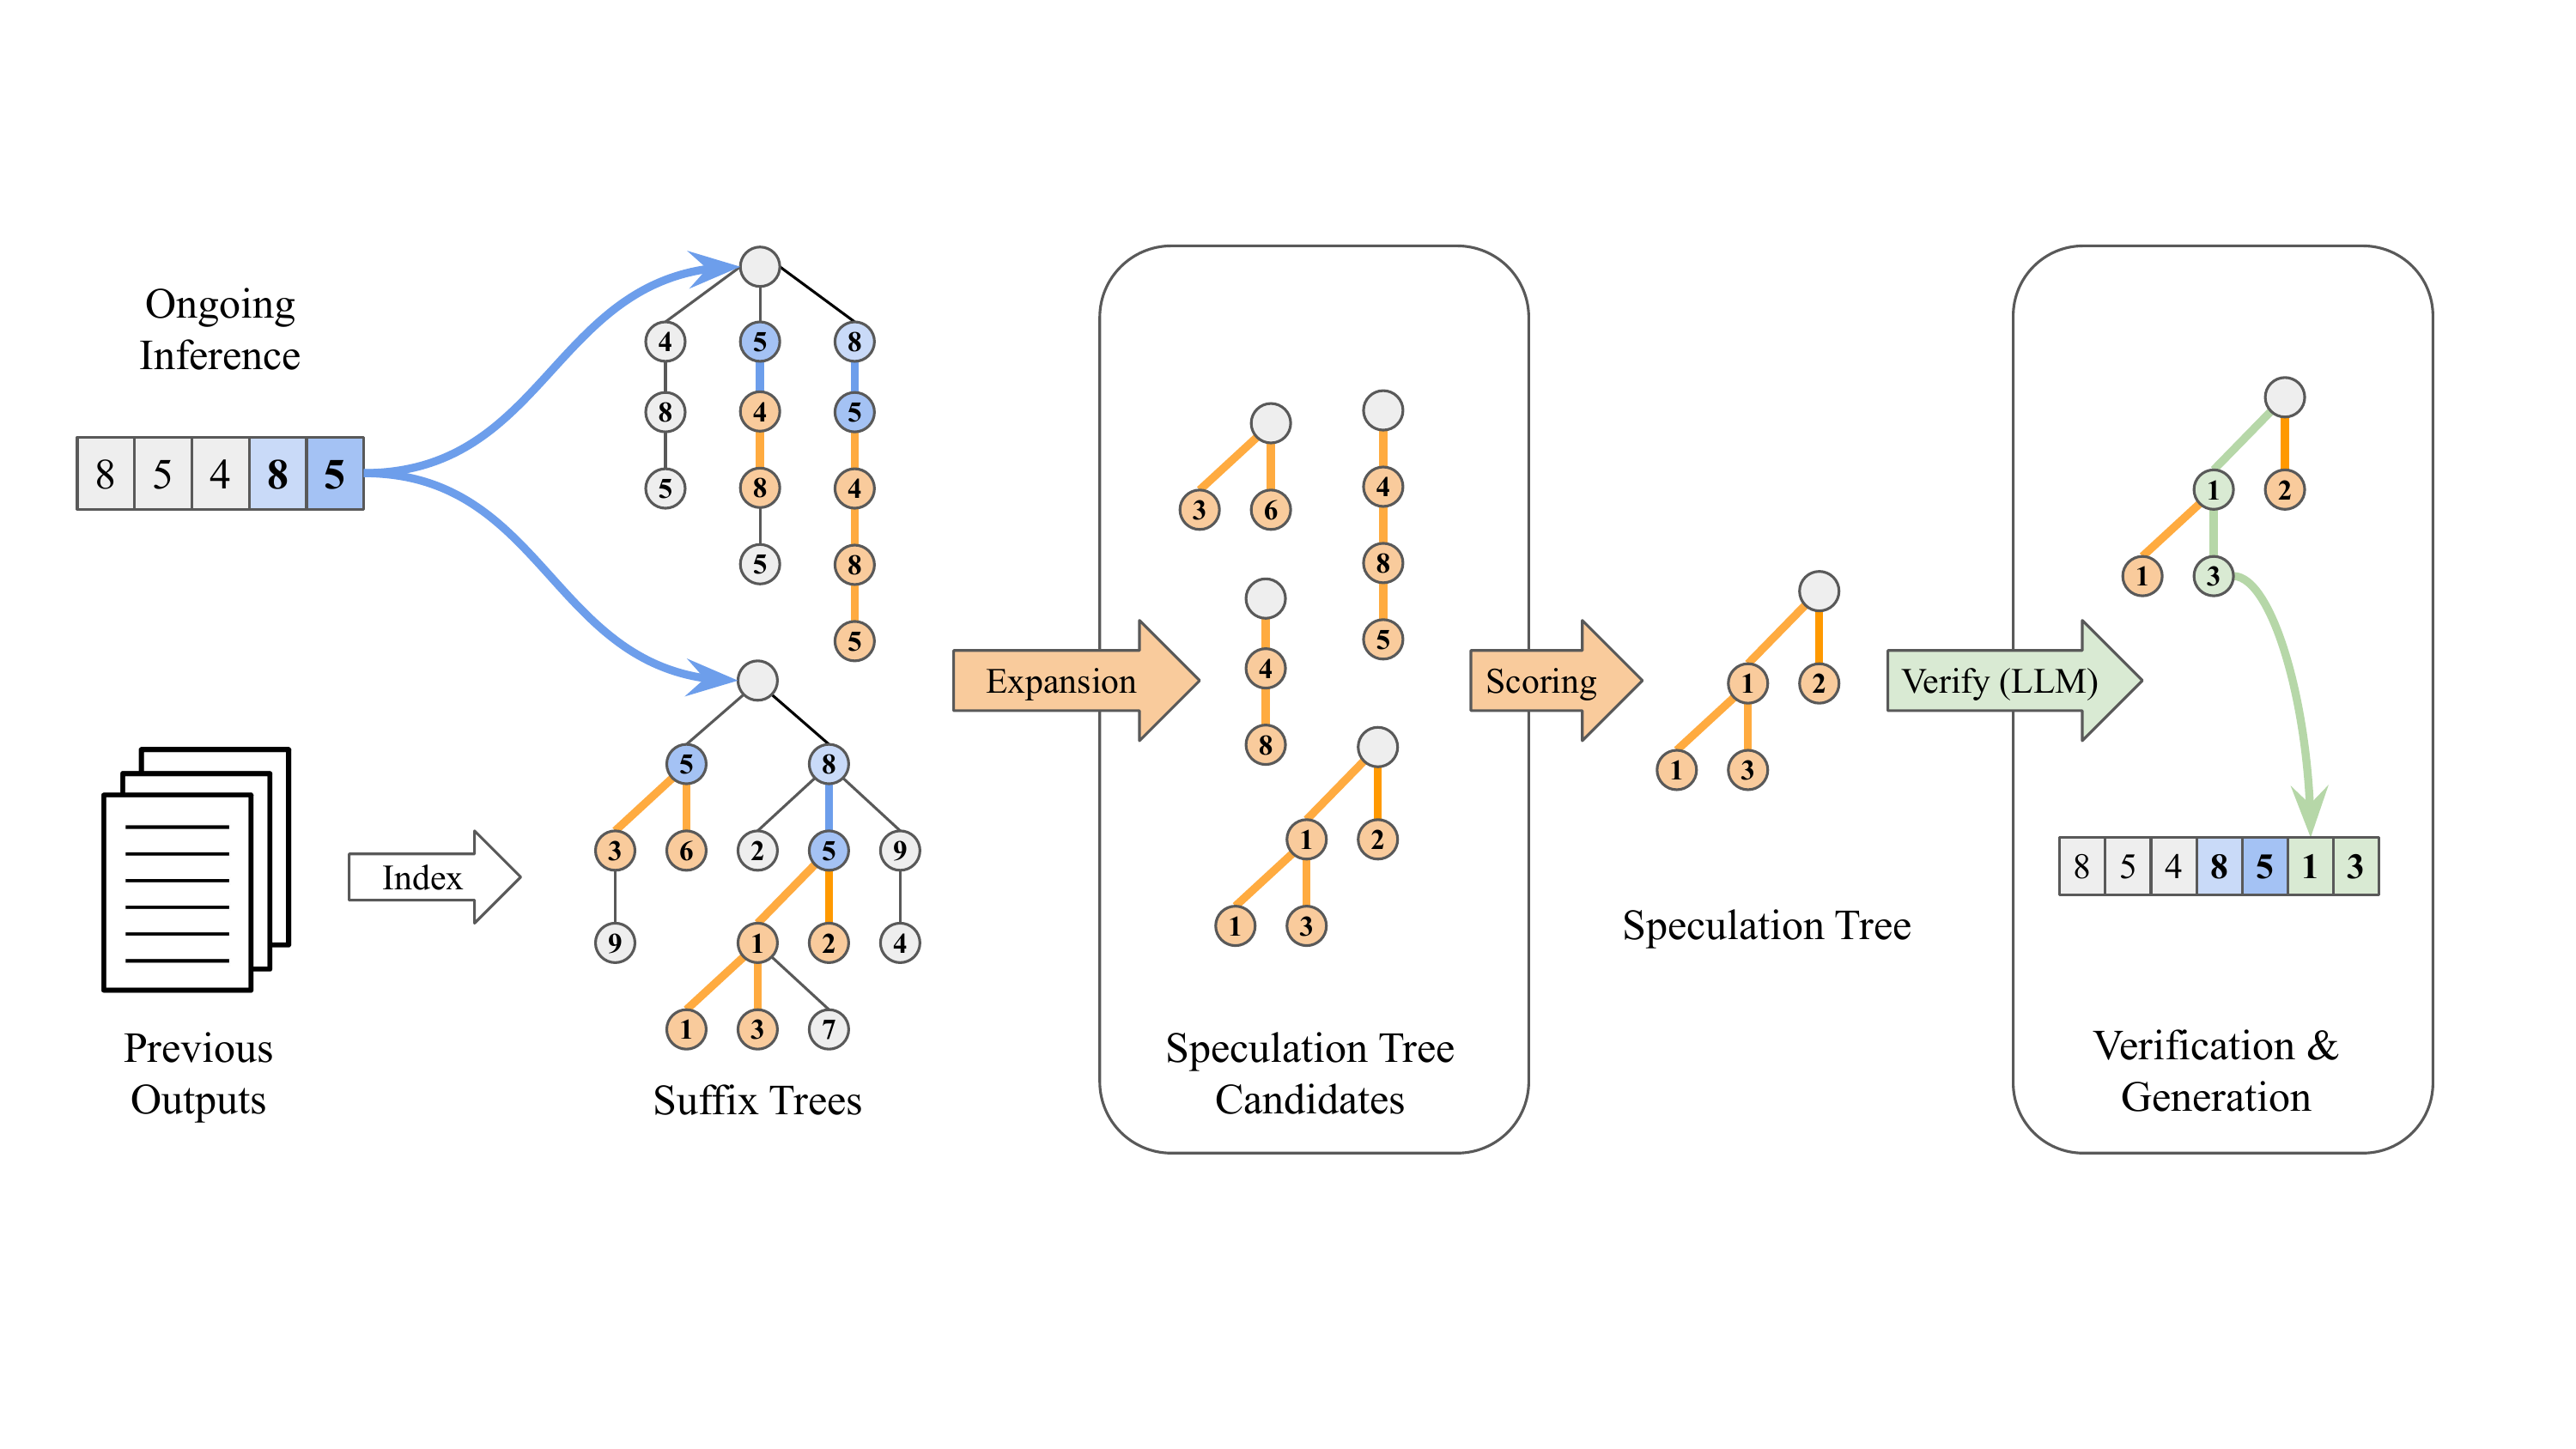 Ongoing
Inference
8 5 4 8 5
4 5 8
8 4 5
5 8 4
5 8
5
5 8
3 6 2 5 9
9 1 2 4
1 3 7
Suffix Trees
Previous
Outputs
Index
Expansion
3 6
4
8
4
8
5
1 2
1 3
Speculation Tree
Candidates
Scoring
1 2
1 3
Speculation Tree
Verify (LLM)
1 2
1 3
8 5 4 8 5 1 3
Verification &
Generation